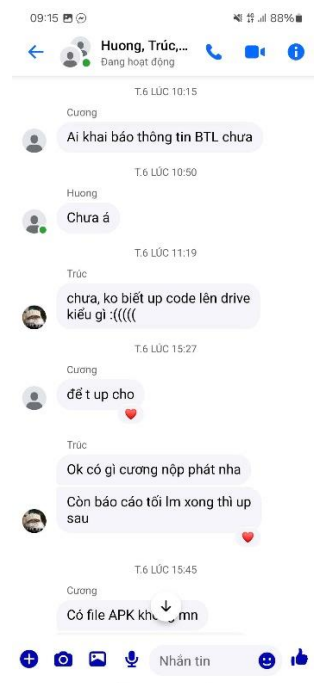 09:15 88%
Huong, Trúc,...
Đang hoạt động
T.6 LÚC 10:15
Cương
Ai khai báo thông tin BTL chưa
T.6 LÚC 10:50
Huong
Chưa á
T.6 LÚC 11:19
Trúc
chưa, ko biết up code lên drive
kiểu gì :(((((
T.6 LÚC 15:27
Cương
để t up cho
Trúc
Ok có gì cương nộp phát nha
Còn báo cáo tối lm xong thì up
sau
T.6 LÚC 15:45
Cương
Có file APK mn
Nhắn tin